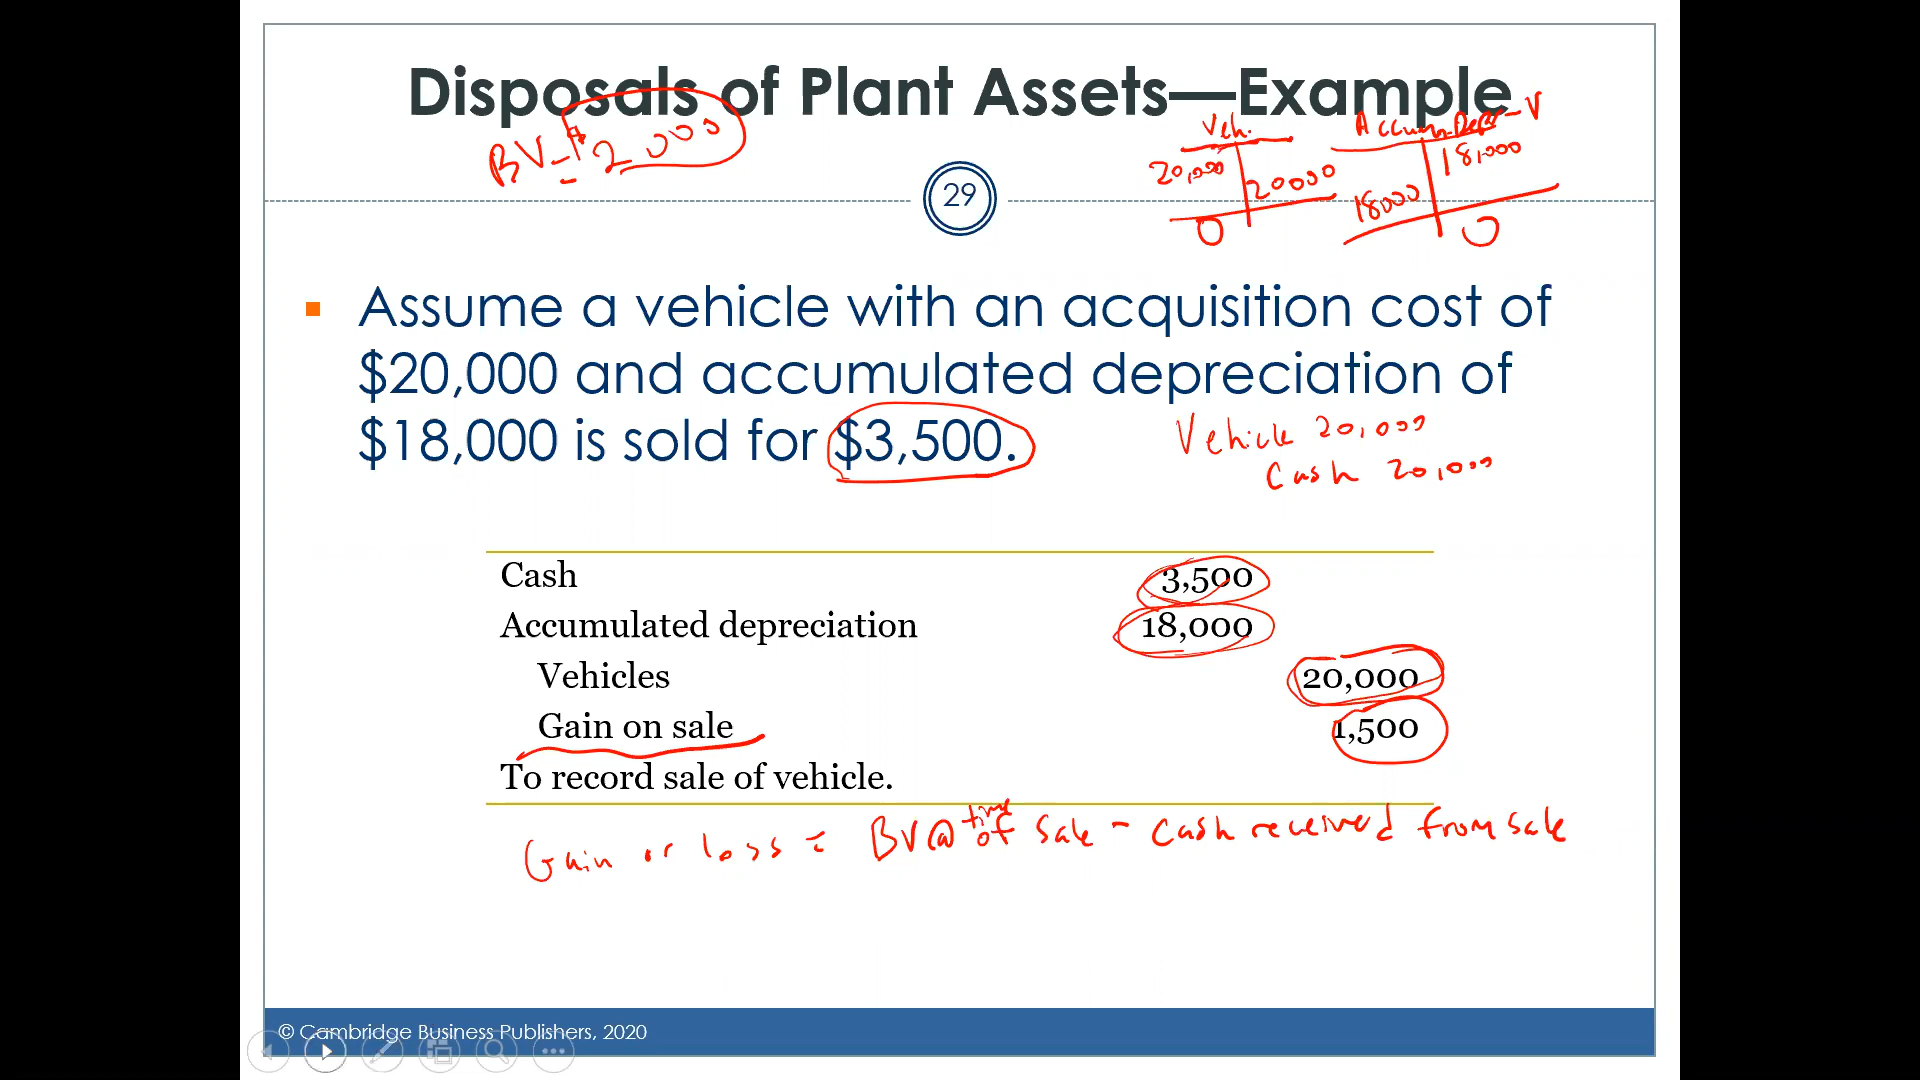 Disposals of Plant Assets—Example
BV - $2000
Veh.
20,000
20000
0
Accum. Depr - V
18,000
18000
0
29
▪ Assume a vehicle with an acquisition cost of
$20,000 and accumulated depreciation of
$18,000 is sold for $3,500.
Vehicle 20,000
Cash 20,000
Cash 3,500
Accumulated depreciation 18,000
Vehicles 20,000
Gain on sale 1,500
To record sale of vehicle.
Gain or loss = BV @ time of sale - cash received from sale
© Cambridge Business Publishers, 2020